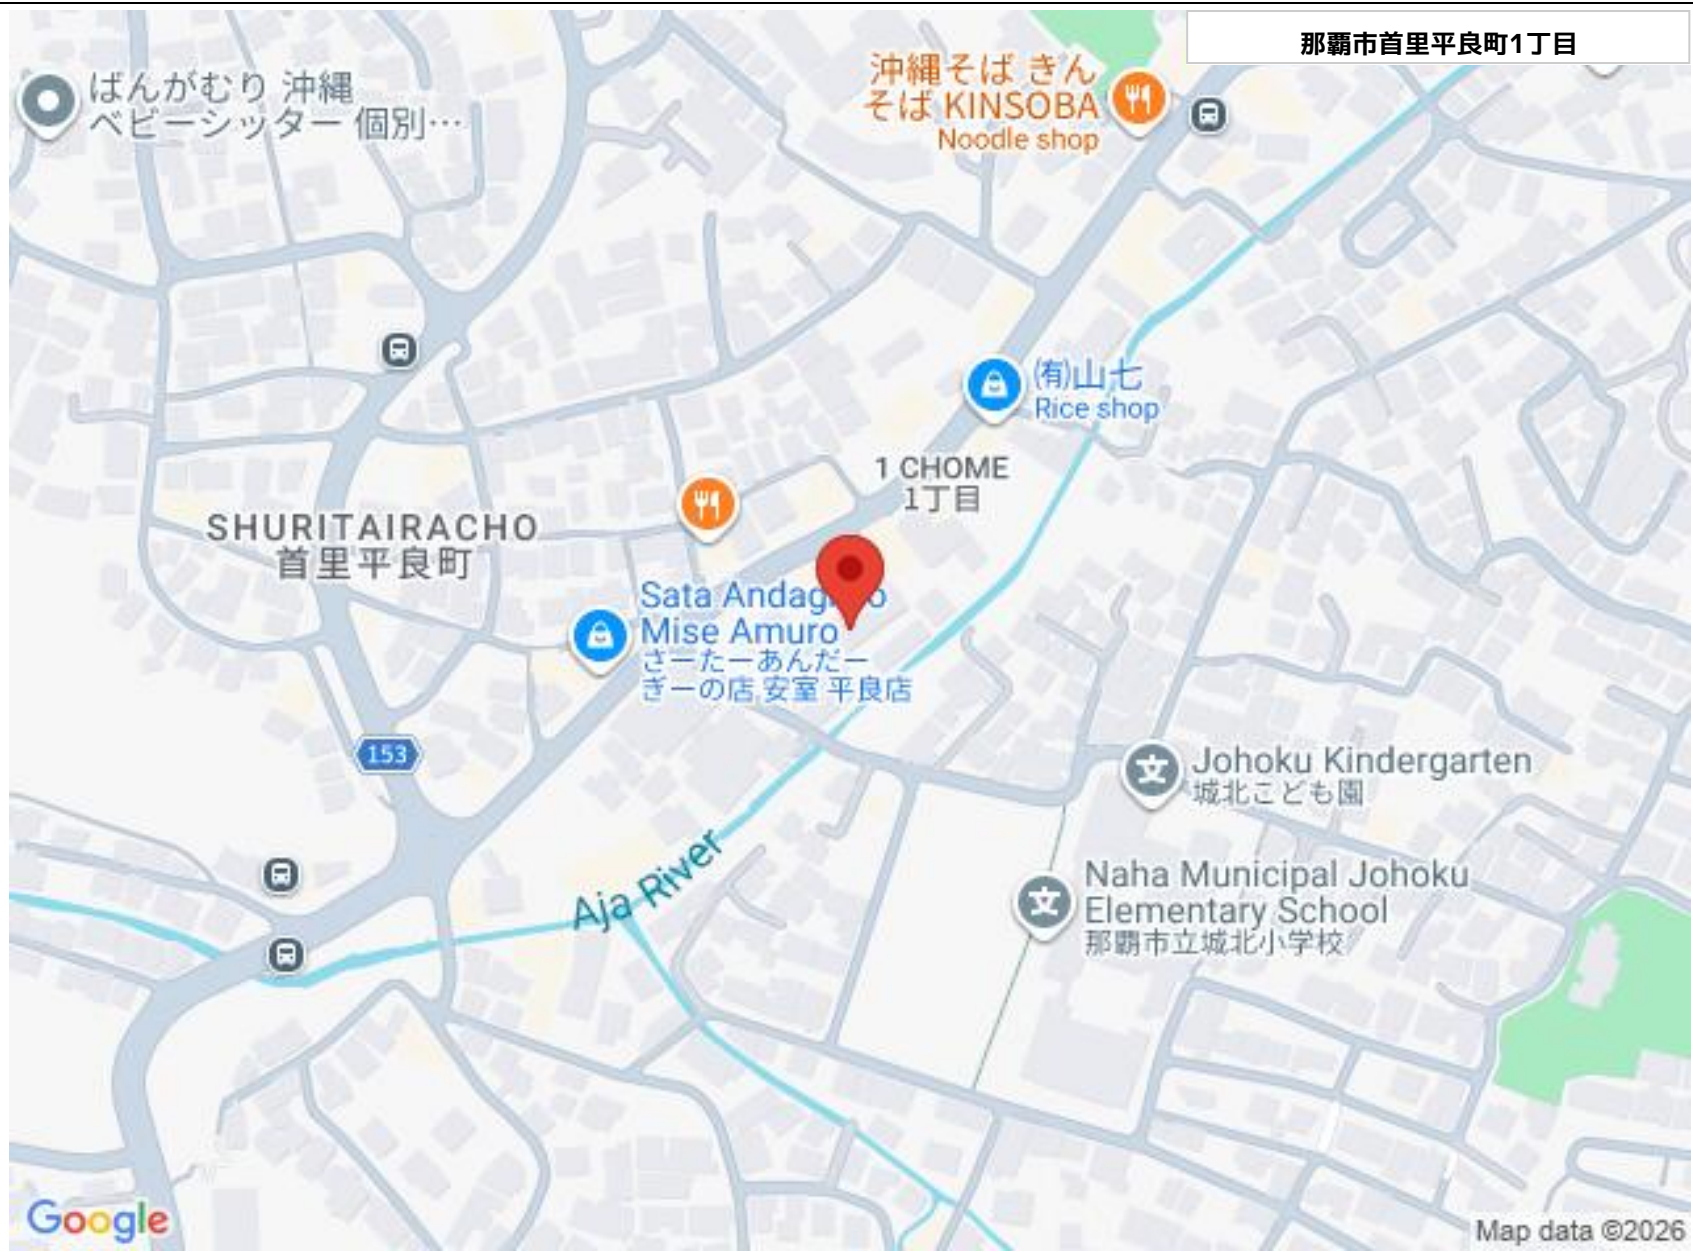 那覇市首里平良町1丁目
ばんがむり 沖縄
ベビーシッター 個別…
沖縄そば きん
そば KINSOBA
Noodle shop
㈲山七
Rice shop
1 CHOME
1丁目
SHURITAIRACHO
首里平良町
Sata Andag
Mise Amuro
さーたーあんだー
ぎーの店 安室 平良店
153
Johoku Kindergarten
城北こども園
Aja River
Naha Municipal Johoku
Elementary School
那覇市立城北小学校
Google
Map data ©2026